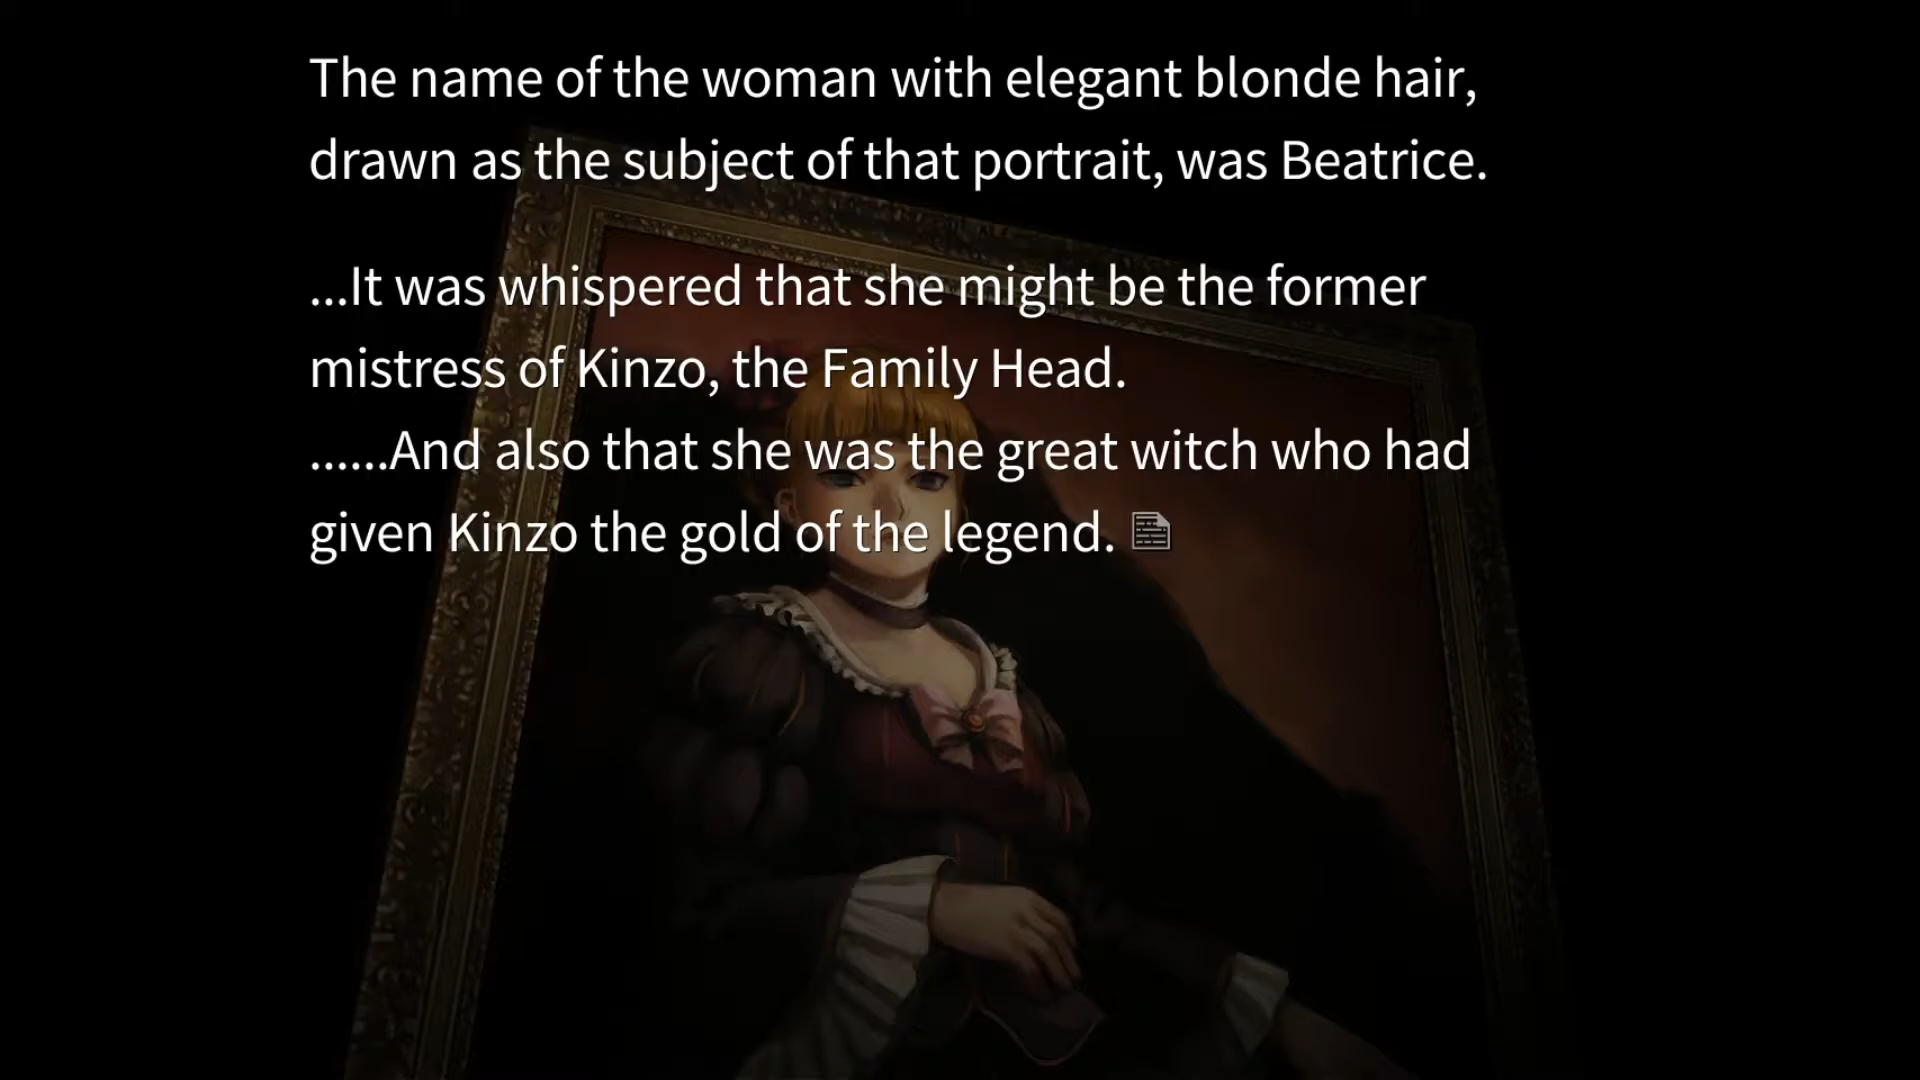 The name of the woman with elegant blonde hair,
drawn as the subject of that portrait, was Beatrice.
...It was whispered that she might be the former
mistress of Kinzo, the Family Head.
......And also that she was the great witch who had
given Kinzo the gold of the legend.